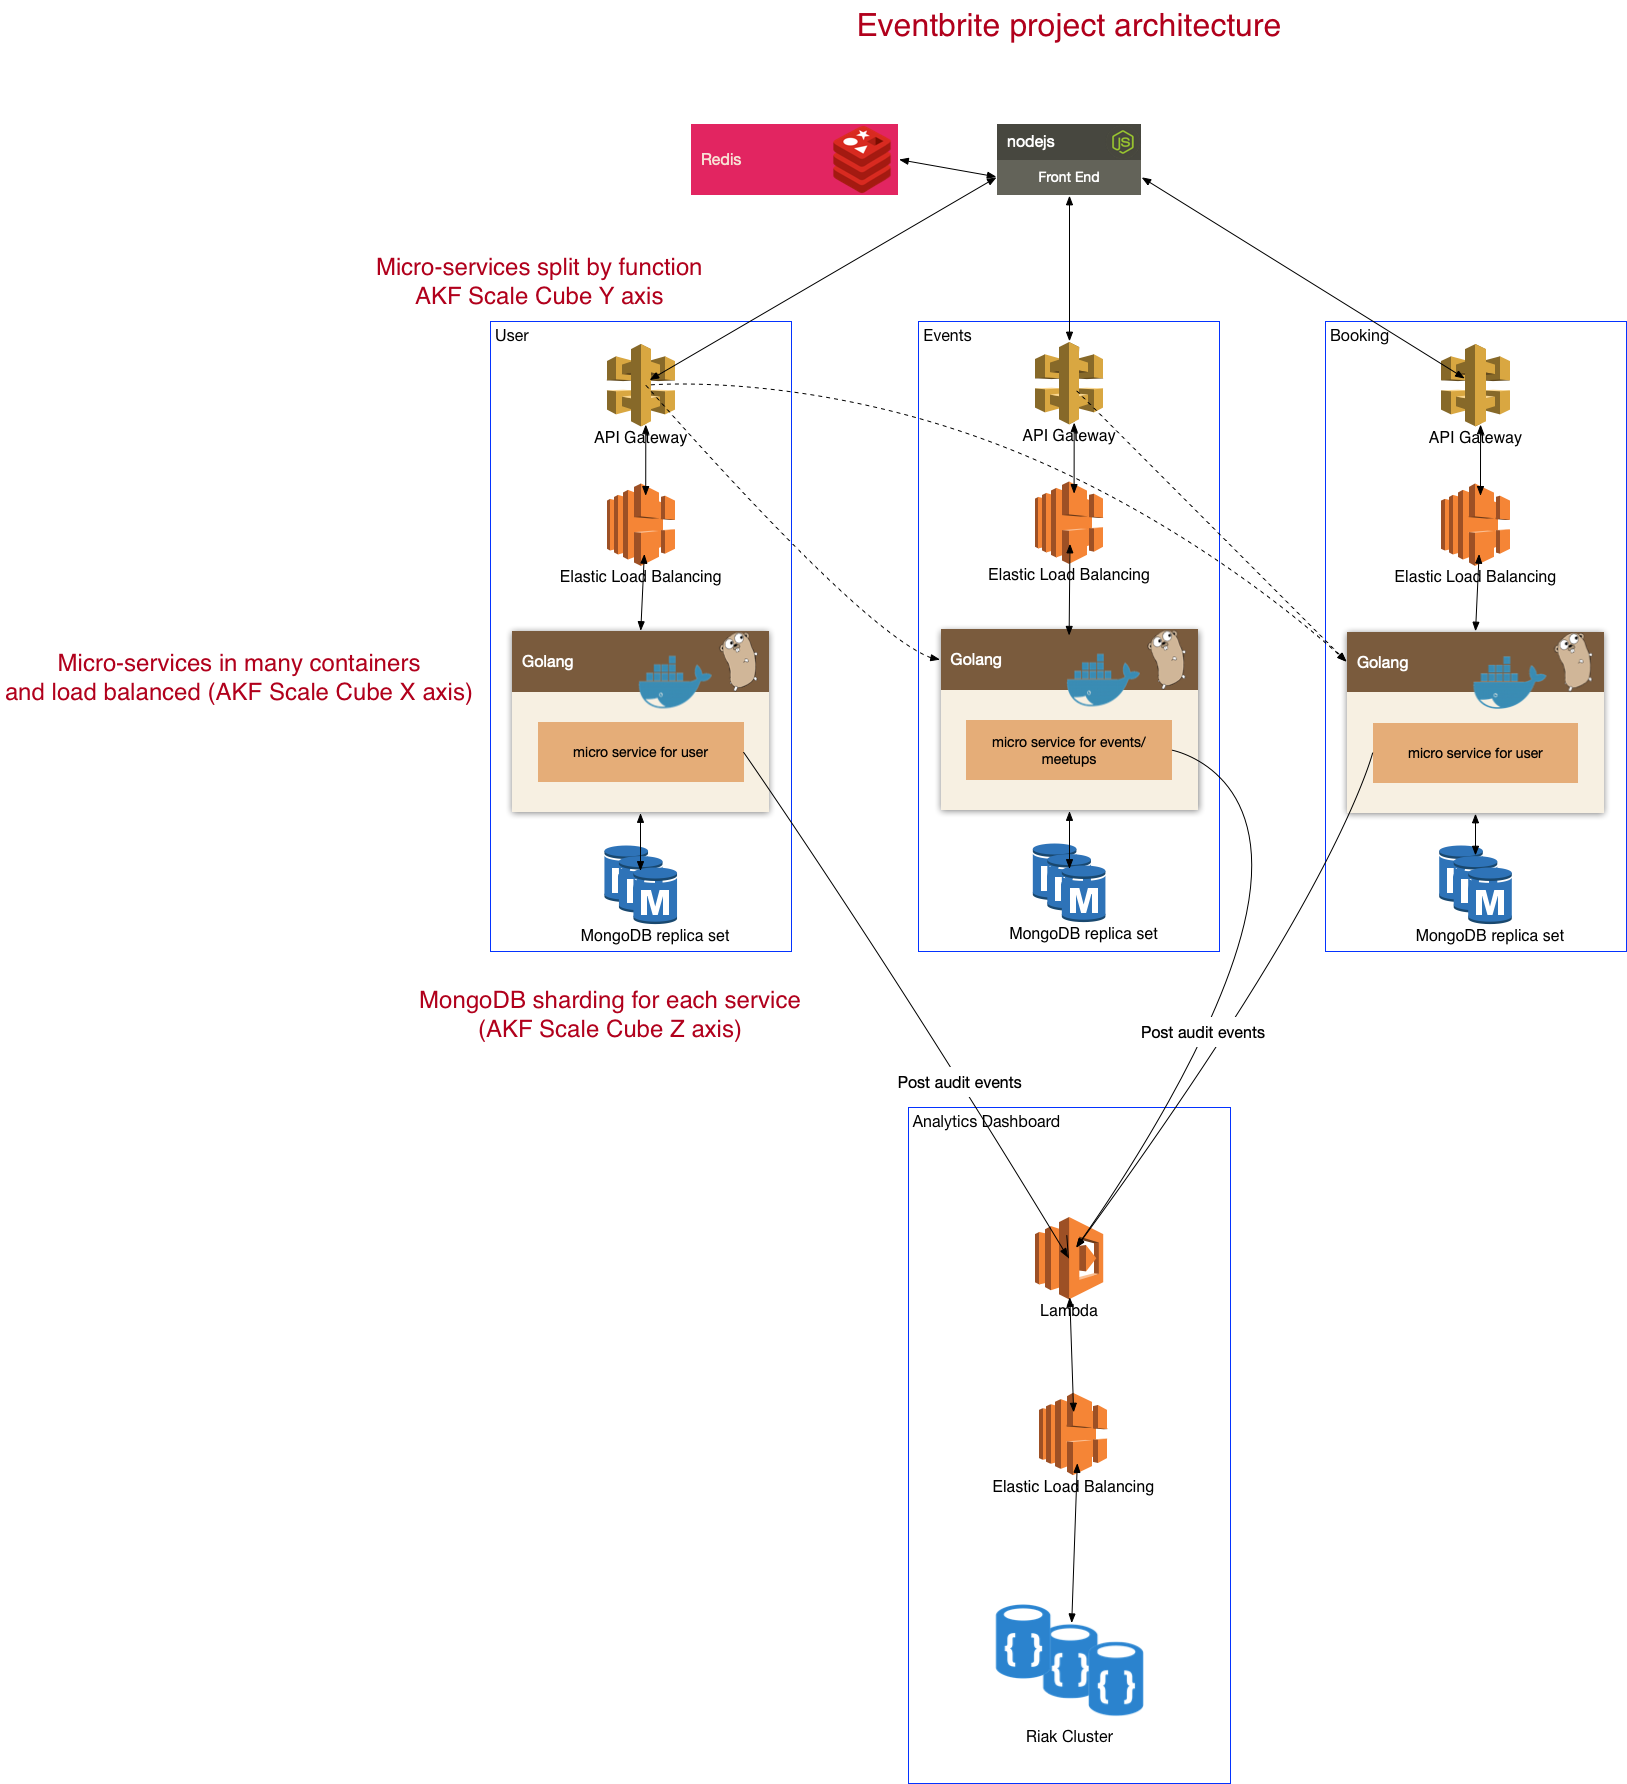 Eventbrite project architecture
Redis
nodejs
JS
Front End
Micro-services split by function
AKF Scale Cube Y axis
User
API Gateway
Elastic Load Balancing
Golang
micro service for user
M
MongoDB replica set
Events
API Gateway
Elastic Load Balancing
Golang
micro service for events/
meetups
M
MongoDB replica set
Booking
API Gateway
Elastic Load Balancing
Golang
micro service for user
M
MongoDB replica set
Micro-services in many containers
and load balanced (AKF Scale Cube X axis)
MongoDB sharding for each service
(AKF Scale Cube Z axis)
Post audit events
Post audit events
Analytics Dashboard
Lambda
Elastic Load Balancing
{ }
{ }
{ }
Riak Cluster